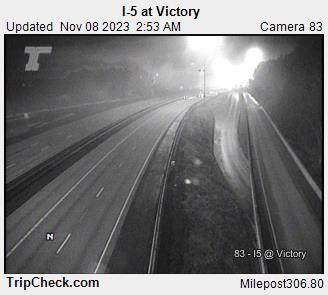 I-5 at Victory
Updated Nov 08 2023 2:53 AM Camera 83
T
N
83 - I5 @ Victory
TripCheck.com Milepost306.80